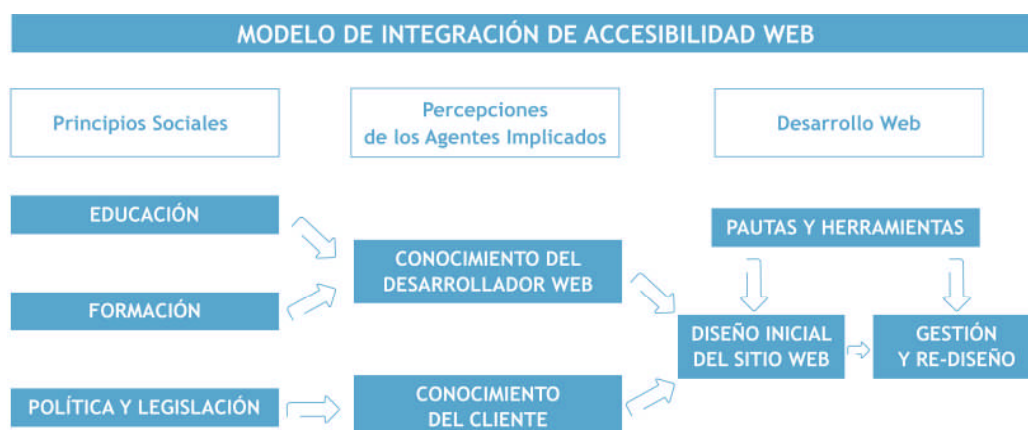 MODELO DE INTEGRACIÓN DE ACCESIBILIDAD WEB
Principios Sociales
Percepciones
de los Agentes Implicados
Desarrollo Web
EDUCACIÓN
FORMACIÓN
POLÍTICA Y LEGISLACIÓN
CONOCIMIENTO DEL
DESARROLLADOR WEB
CONOCIMIENTO
DEL CLIENTE
PAUTAS Y HERRAMIENTAS
DISEÑO INICIAL
DEL SITIO WEB
GESTIÓN
Y RE-DISEÑO